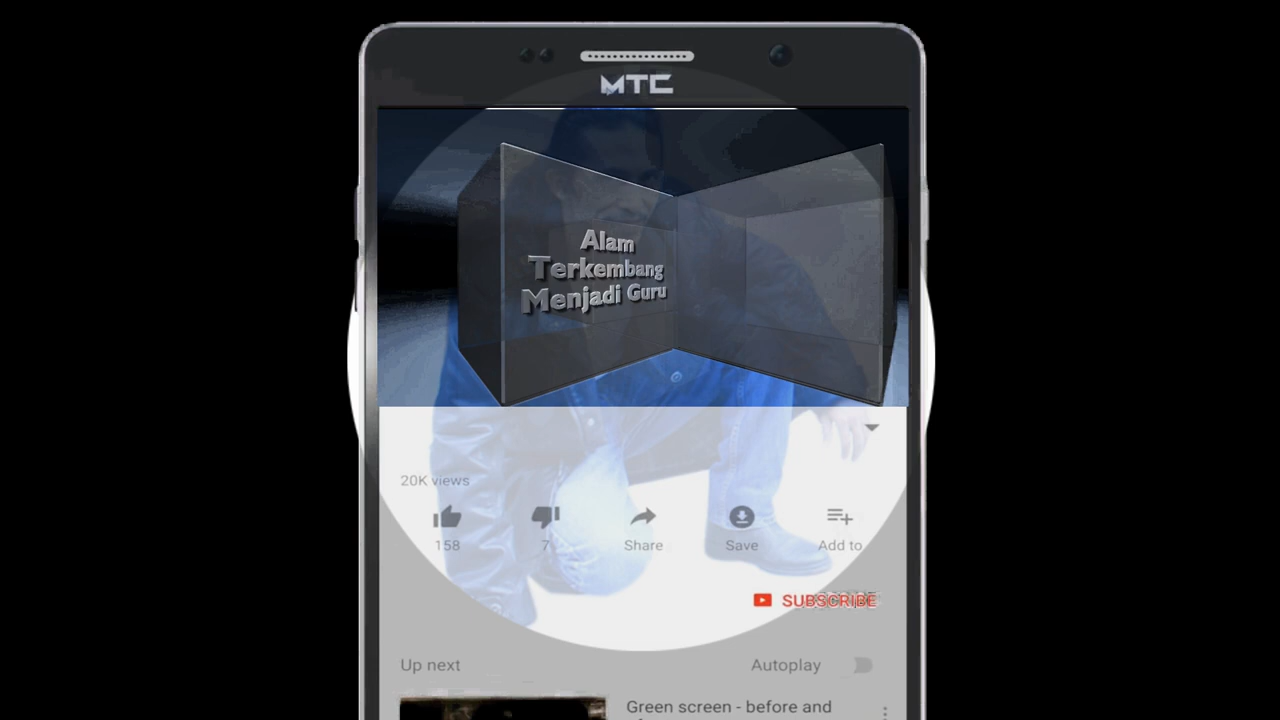 MTC
Alam
Terkembang
Menjadi Guru
20K views
158
7
Share
Save
Add to
SUBSCRIBE
Up next
Autoplay
Green screen - before and